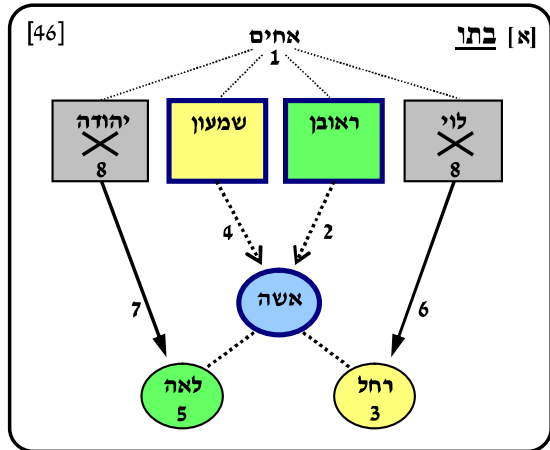 [א] בתו
[46]
אחים
1
לוי
8
ראובן
שמעון
יהודה
8
2
4
אשה
6
7
רחל
3
לאה
5